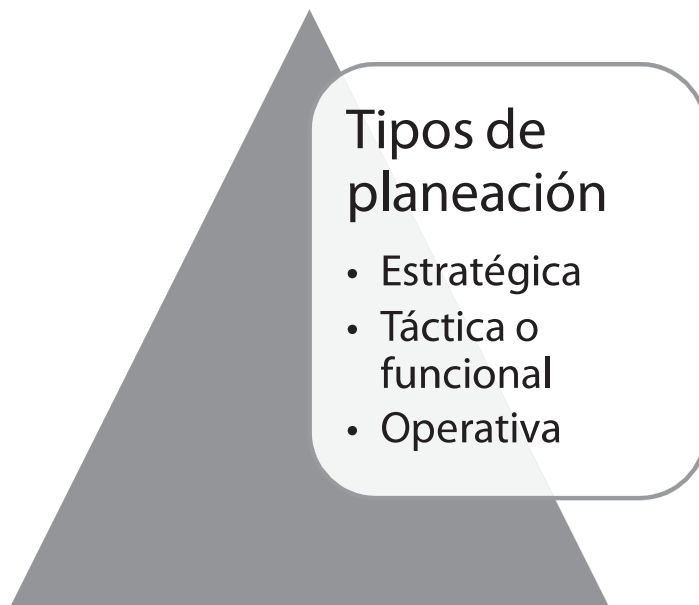 Tipos de
planeación
• Estratégica
• Táctica o
funcional
• Operativa